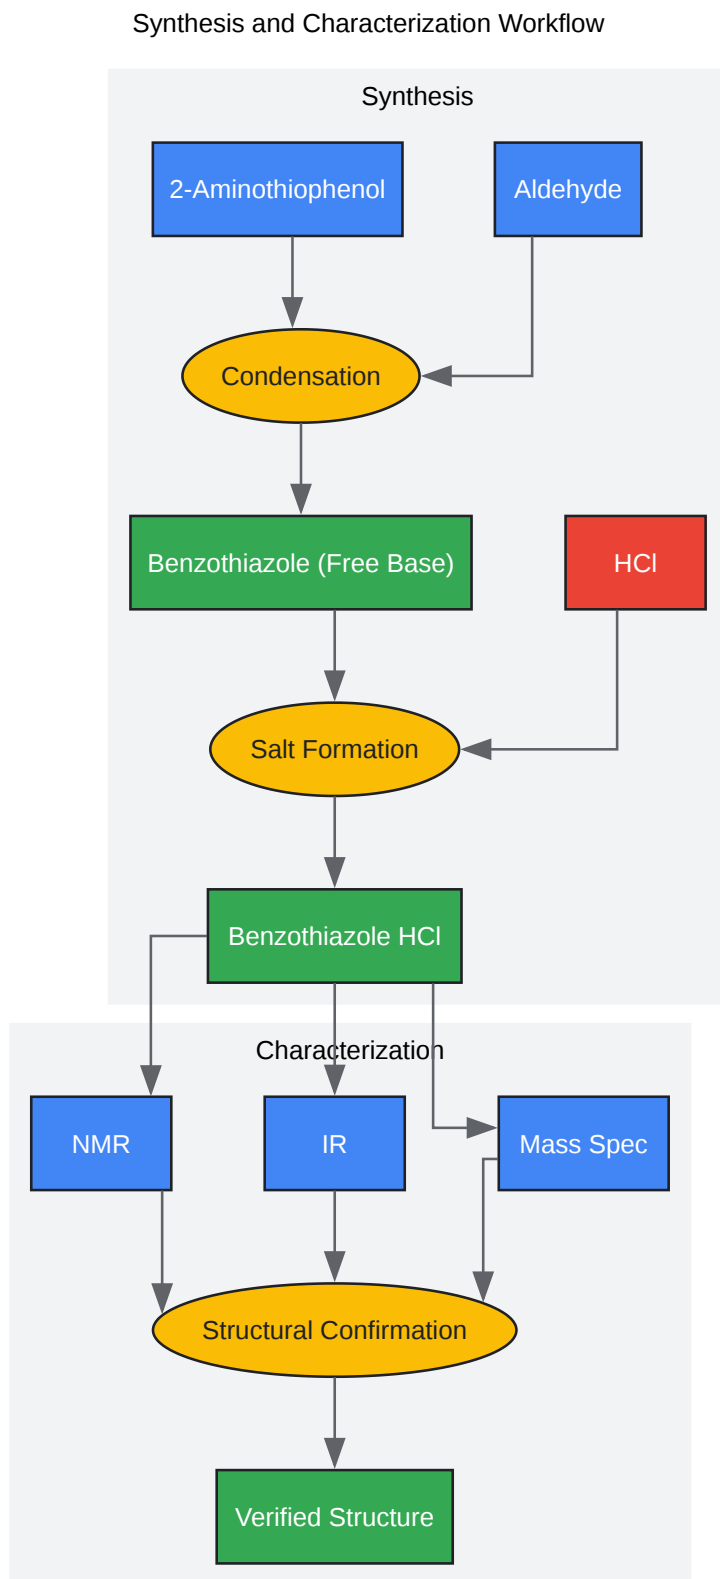 Synthesis and Characterization Workflow
Synthesis
2-Aminothiophenol
Aldehyde
Condensation
Benzothiazole (Free Base)
HCl
Salt Formation
Benzothiazole HCl
Characterization
NMR
IR
Mass Spec
Structural Confirmation
Verified Structure